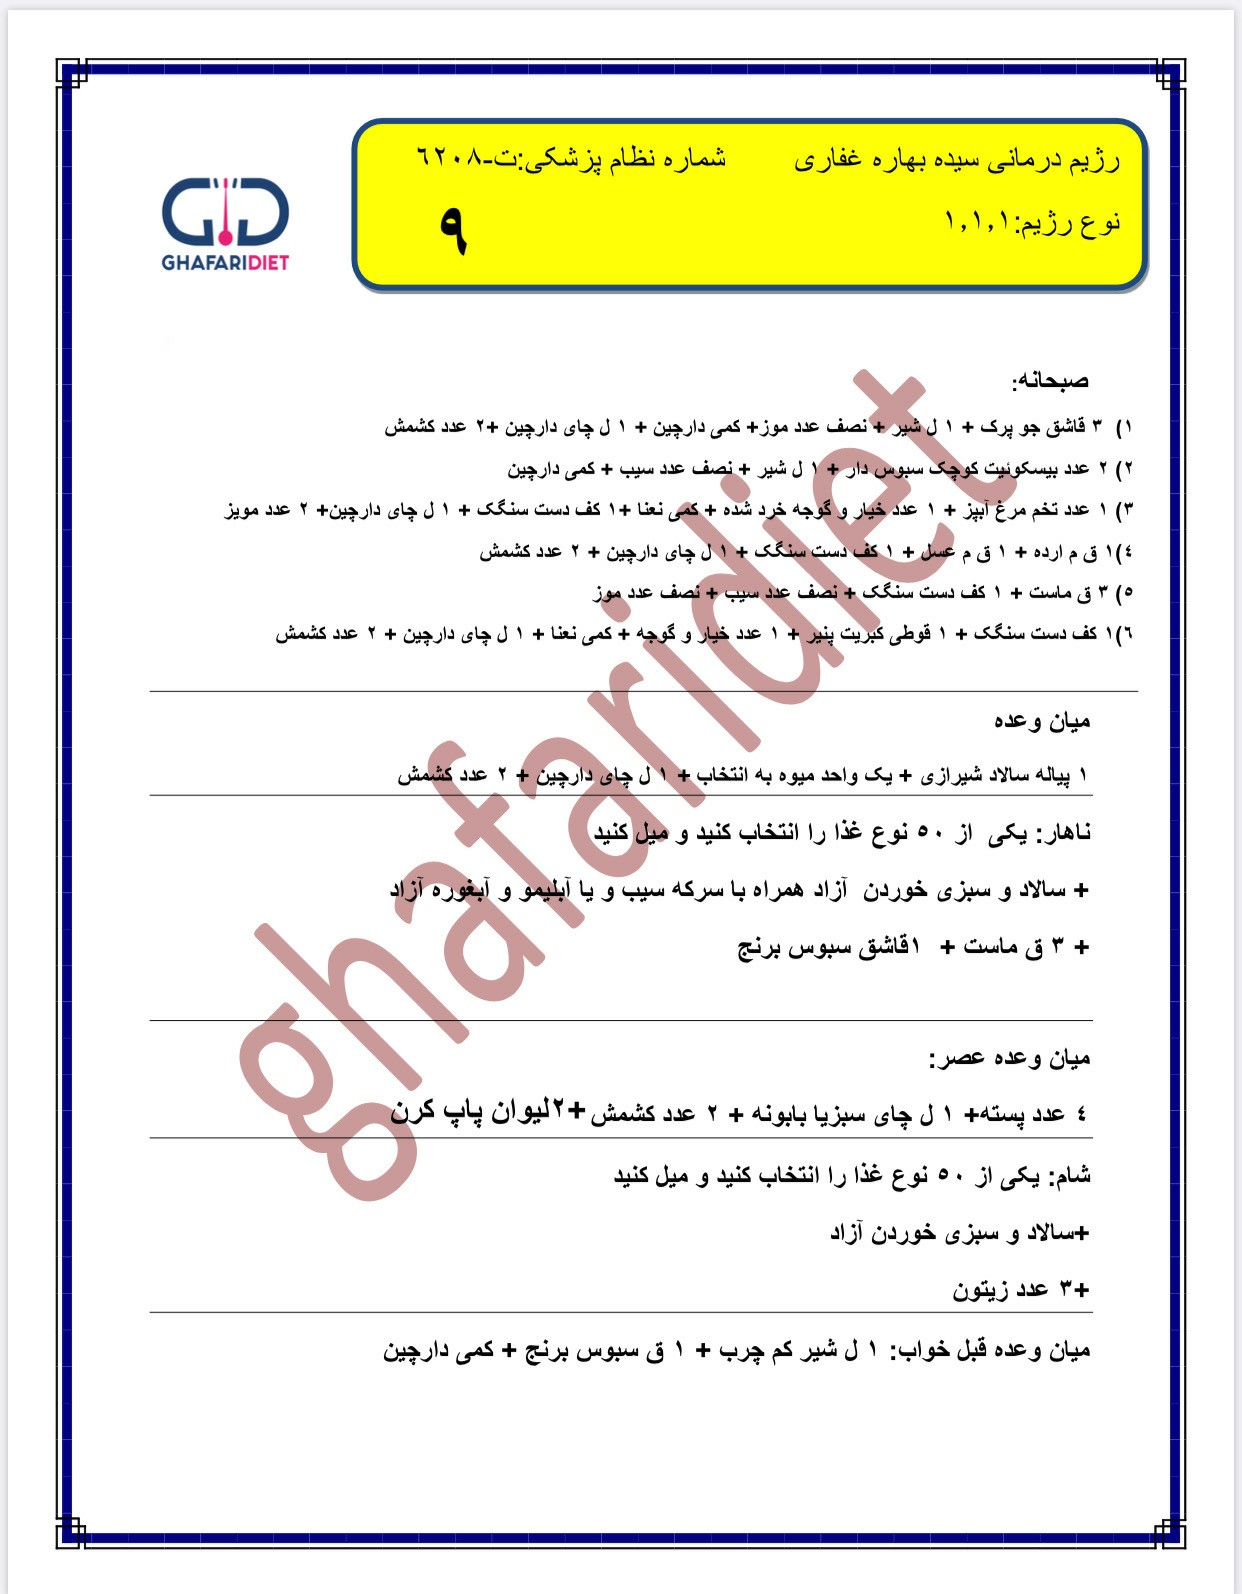 رژیم درمانی سیده بهاره غفاری شماره نظام پزشکی:ت-٦٢٠٨
نوع رژیم:۱,۱,۱
۹
GHAFARIDIET
صبحانه:
۱) ۳ قاشق جو پرک + ۱ ل شیر + نصف عدد موز+ کمی دارچین + ۱ ل چای دارچین +۲ عدد کشمش
۲) ۲ عدد بیسکوئیت کوچک سبوس دار + ۱ ل شیر + نصف عدد سیب + کمی دارچین
۳) ۱ عدد تخم مرغ آبپز + ۱ عدد خیار و گوجه خرد شده + کمی نعنا +۱ کف دست سنگک + ۱ ل چای دارچین+ ۲ عدد مویز
٤)۱ ق م ارده + ۱ ق م عسل + ۱ کف دست سنگک + ۱ ل چای دارچین + ۲ عدد کشمش
٥) ۳ ق ماست + ۱ کف دست سنگک + نصف عدد سیب + نصف عدد موز
٦)۱ کف دست سنگک + ۱ قوطی کبریت پنیر + ۱ عدد خیار و گوجه + کمی نعنا + ۱ ل چای دارچین + ۲ عدد کشمش
میان وعده
۱ پیاله سالاد شیرازی + یک واحد میوه به انتخاب + ۱ ل چای دارچین + ۲ عدد کشمش
ناهار: یکی از ٥٠ نوع غذا را انتخاب کنید و میل کنید
+ سالاد و سبزی خوردن آزاد همراه با سرکه سیب و یا آبلیمو و آبغوره آزاد
+ ۳ ق ماست + ۱قاشق سبوس برنج
میان وعده عصر:
٤ عدد پسته+ ۱ ل چای سبزیا بابونه + ۲ عدد کشمش +۲لیوان پاپ کرن
شام: یکی از ٥٠ نوع غذا را انتخاب کنید و میل کنید
+سالاد و سبزی خوردن آزاد
+۳ عدد زیتون
میان وعده قبل خواب: ۱ ل شیر کم چرب + ۱ ق سبوس برنج + کمی دارچین
ghafaridiet